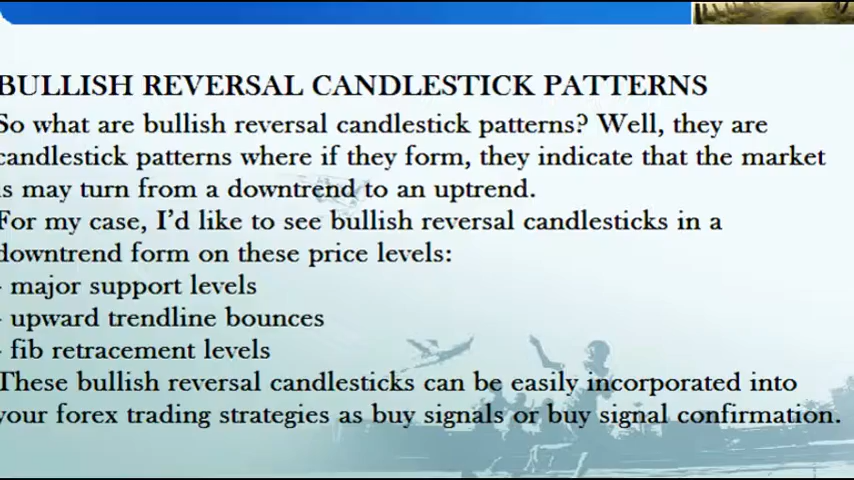 BULLISH REVERSAL CANDLESTICK PATTERNS
So what are bullish reversal candlestick patterns? Well, they are
candlestick patterns where if they form, they indicate that the market
is may turn from a downtrend to an uptrend.
For my case, I'd like to see bullish reversal candlesticks in a
downtrend form on these price levels:
- major support levels
- upward trendline bounces
- fib retracement levels
These bullish reversal candlesticks can be easily incorporated into
your forex trading strategies as buy signals or buy signal confirmation.